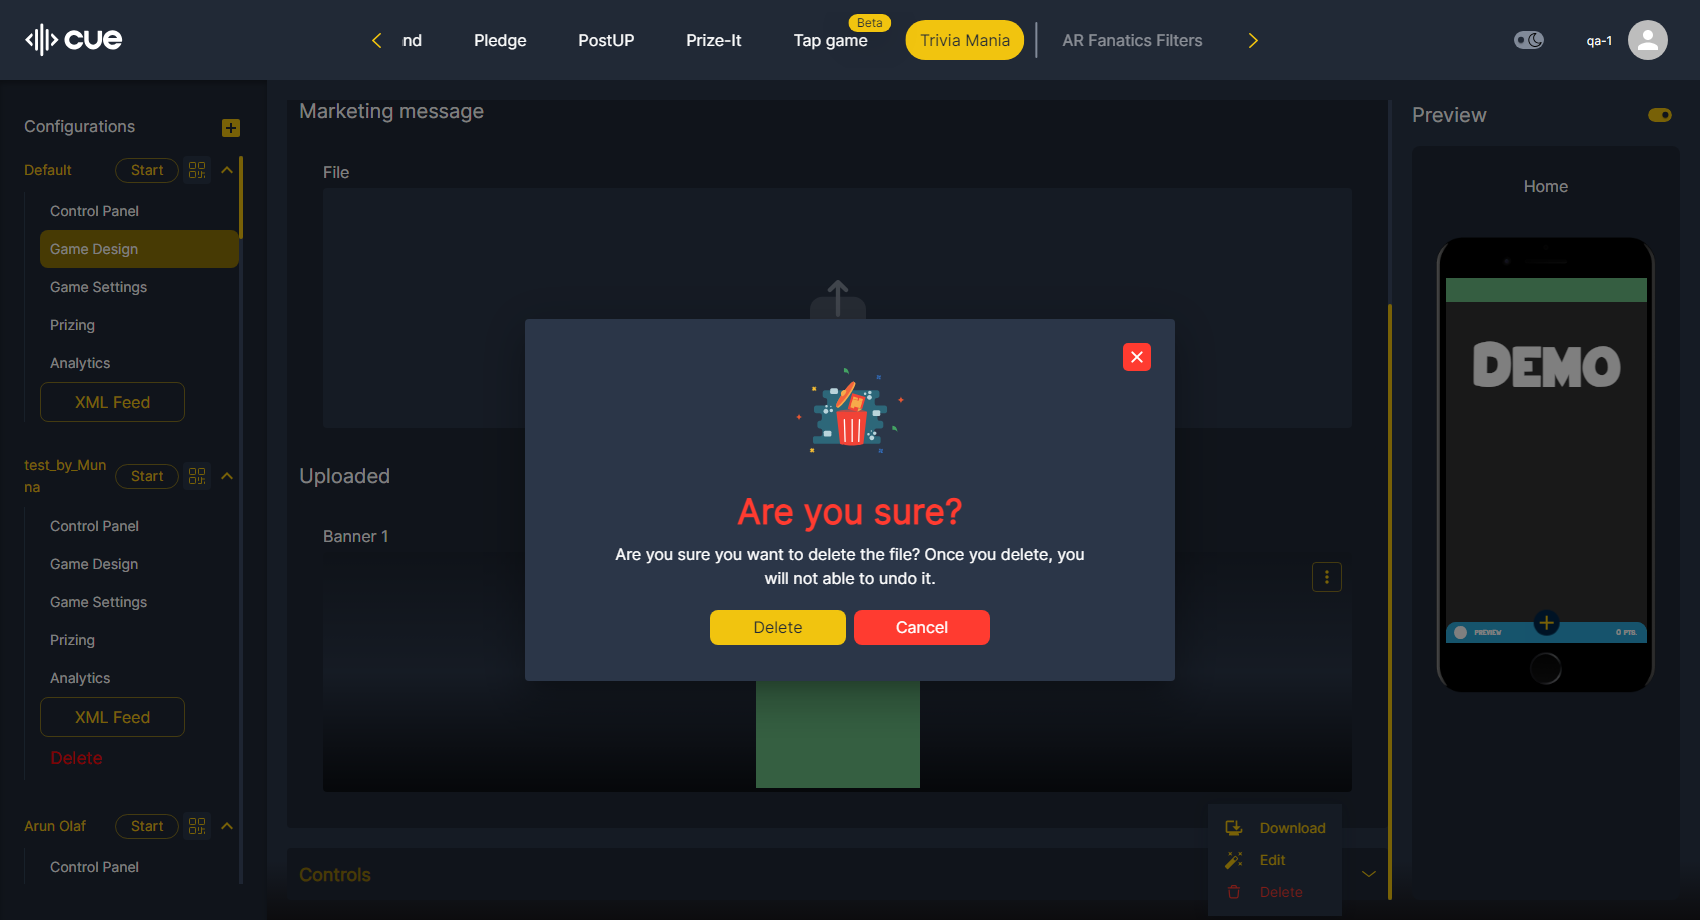 cue
nd
Pledge
PostUP
Prize-It
Tap game
Beta
Trivia Mania
AR Fanatics Filters
qa-1
Configurations
Default
Start
Control Panel
Game Design
Game Settings
Prizing
Analytics
XML Feed
test_by_Mun
na
Start
Control Panel
Game Design
Game Settings
Prizing
Analytics
XML Feed
Delete
Arun Olaf
Start
Control Panel
Marketing message
File
Uploaded
Banner 1
Are you sure?
Are you sure you want to delete the file? Once you delete, you
will not able to undo it.
Delete
Cancel
Controls
Download
Edit
Delete
Preview
Home
DEMO
PREVIEW
0 PTS.